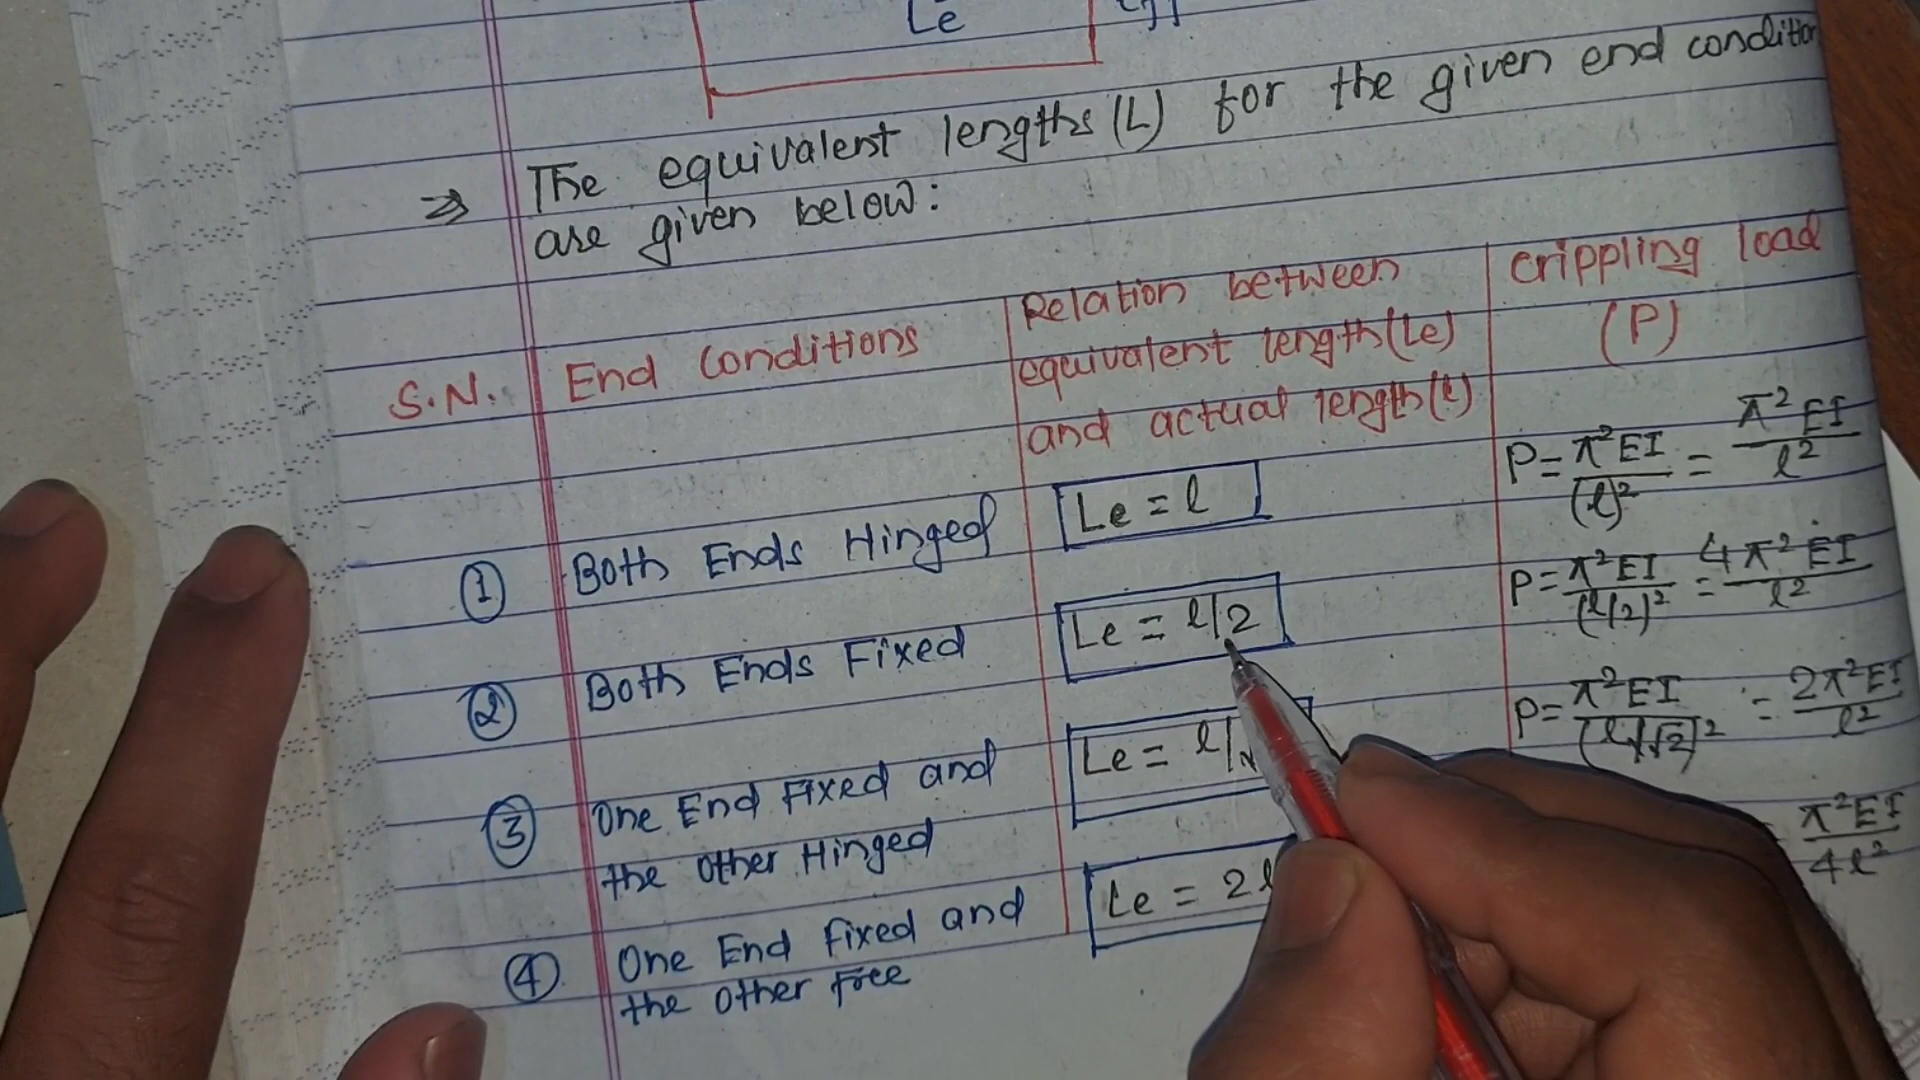 Le
⇒ The equivalent lengths (L) for the given end condition
are given below:
S.N. End Conditions Relation between equivalent length (Le) and actual length (l) Crippling load (P)
① Both Ends Hinged Le = l P = π²EI/(l)² = π²EI/l²
② Both Ends Fixed Le = l/2 P = π²EI/(l/2)² = 4π²EI/l²
③ One End Fixed and Le = l/√ P = π²EI/(l/√2)² = 2π²EI/l²
the Other Hinged
④ One End fixed and Le = 2l = π²EI/4l²
the Other free